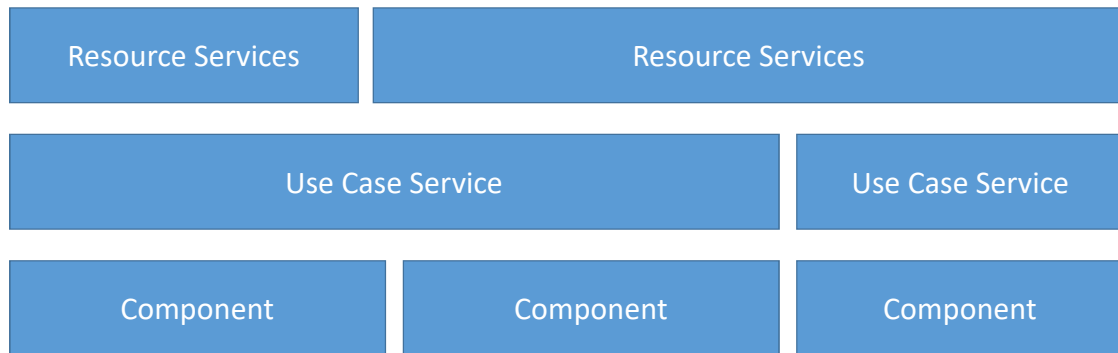 Resource Services
Resource Services
Use Case Service
Use Case Service
Component
Component
Component